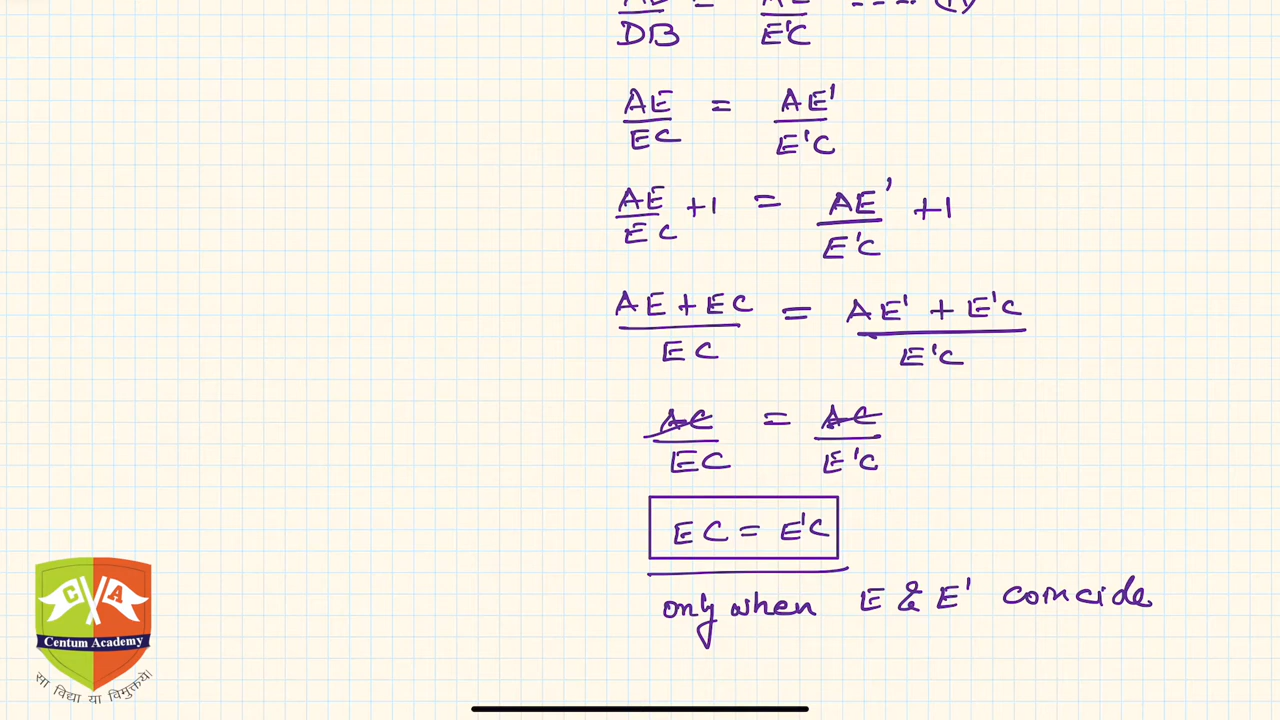 DB = E'C
AE/EC = AE'/E'C
AE/EC +1 = AE'/E'C +1
AE + EC/EC = AE' + E'C/E'C
AC/EC = AC/E'C
EC = E'C
only when E & E' coincide
C A
Centum Academy
सा विद्या या विमुक्तये।